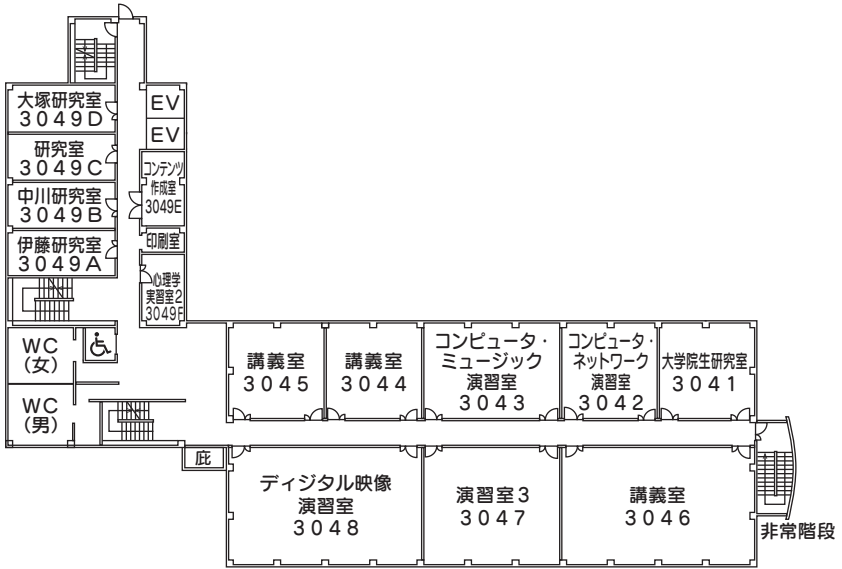 大塚研究室
3049D
EV
EV
研究室
3049C
コンテンツ
作成室
3049E
中川研究室
3049B
印刷室
伊藤研究室
3049A
心理学
実習室2
3049F
WC
(女)
WC
(男)
講義室
3045
講義室
3044
コンピュータ・
ミュージック
演習室
3043
コンピュータ・
ネットワーク
演習室
3042
大学院生研究室
3041
庇
ディジタル映像
演習室
3048
演習室3
3047
講義室
3046
非常階段